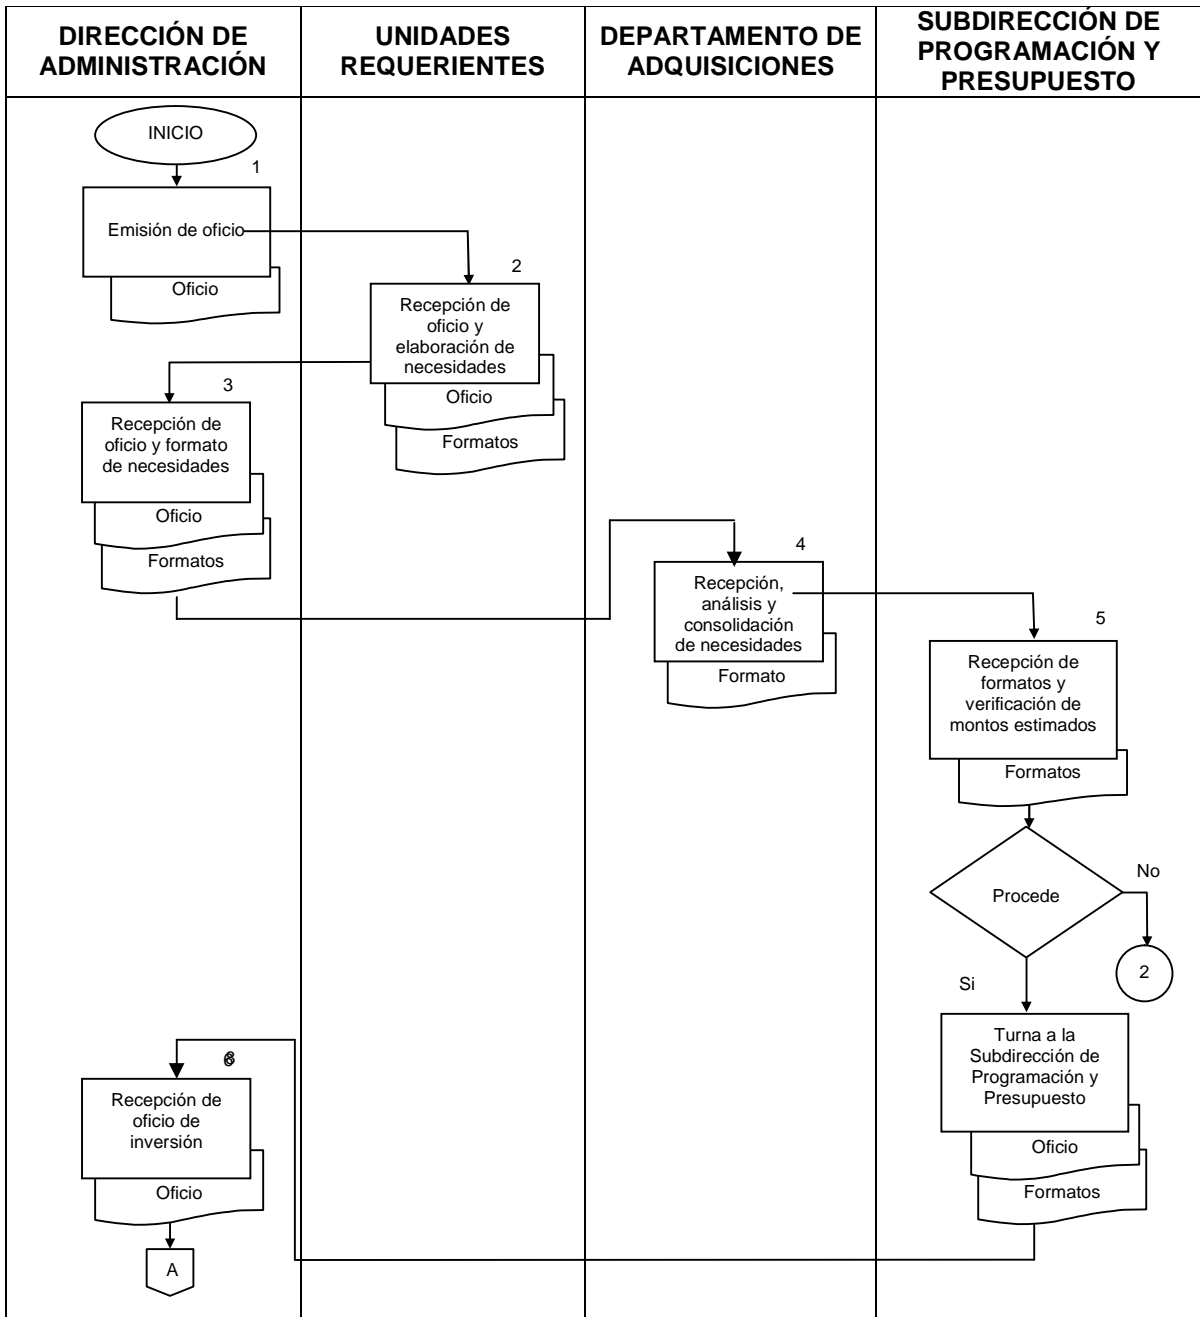 DIRECCIÓN DE
ADMINISTRACIÓN
UNIDADES
REQUERIENTES
DEPARTAMENTO DE
ADQUISICIONES
SUBDIRECCIÓN DE
PROGRAMACIÓN Y
PRESUPUESTO
INICIO
1
Emisión de oficio
Oficio
2
Recepción de
oficio y
elaboración de
necesidades
Oficio
Formatos
3
Recepción de
oficio y formato
de necesidades
Oficio
Formatos
4
Recepción,
análisis y
consolidación
de necesidades
Formato
5
Recepción de
formatos y
verificación de
montos estimados
Formatos
Procede
No
2
Si
Turna a la
Subdirección de
Programación y
Presupuesto
Oficio
Formatos
Recepción de
oficio de
inversión
Oficio
A